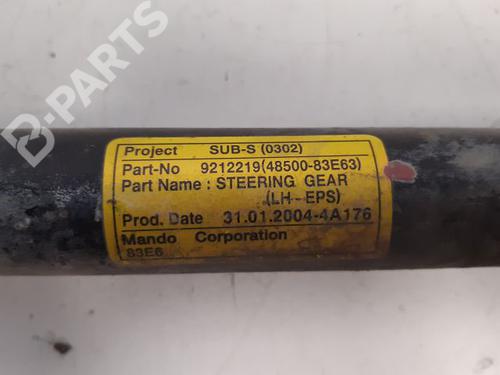 Project SUB-S (0302)
Part-No 9212219(48500-83E63)
Part Name : STEERING GEAR
(LH-EPS)
Prod. Date 31.01.2004-4A176
Mando Corporation
83E6
B-PARTS